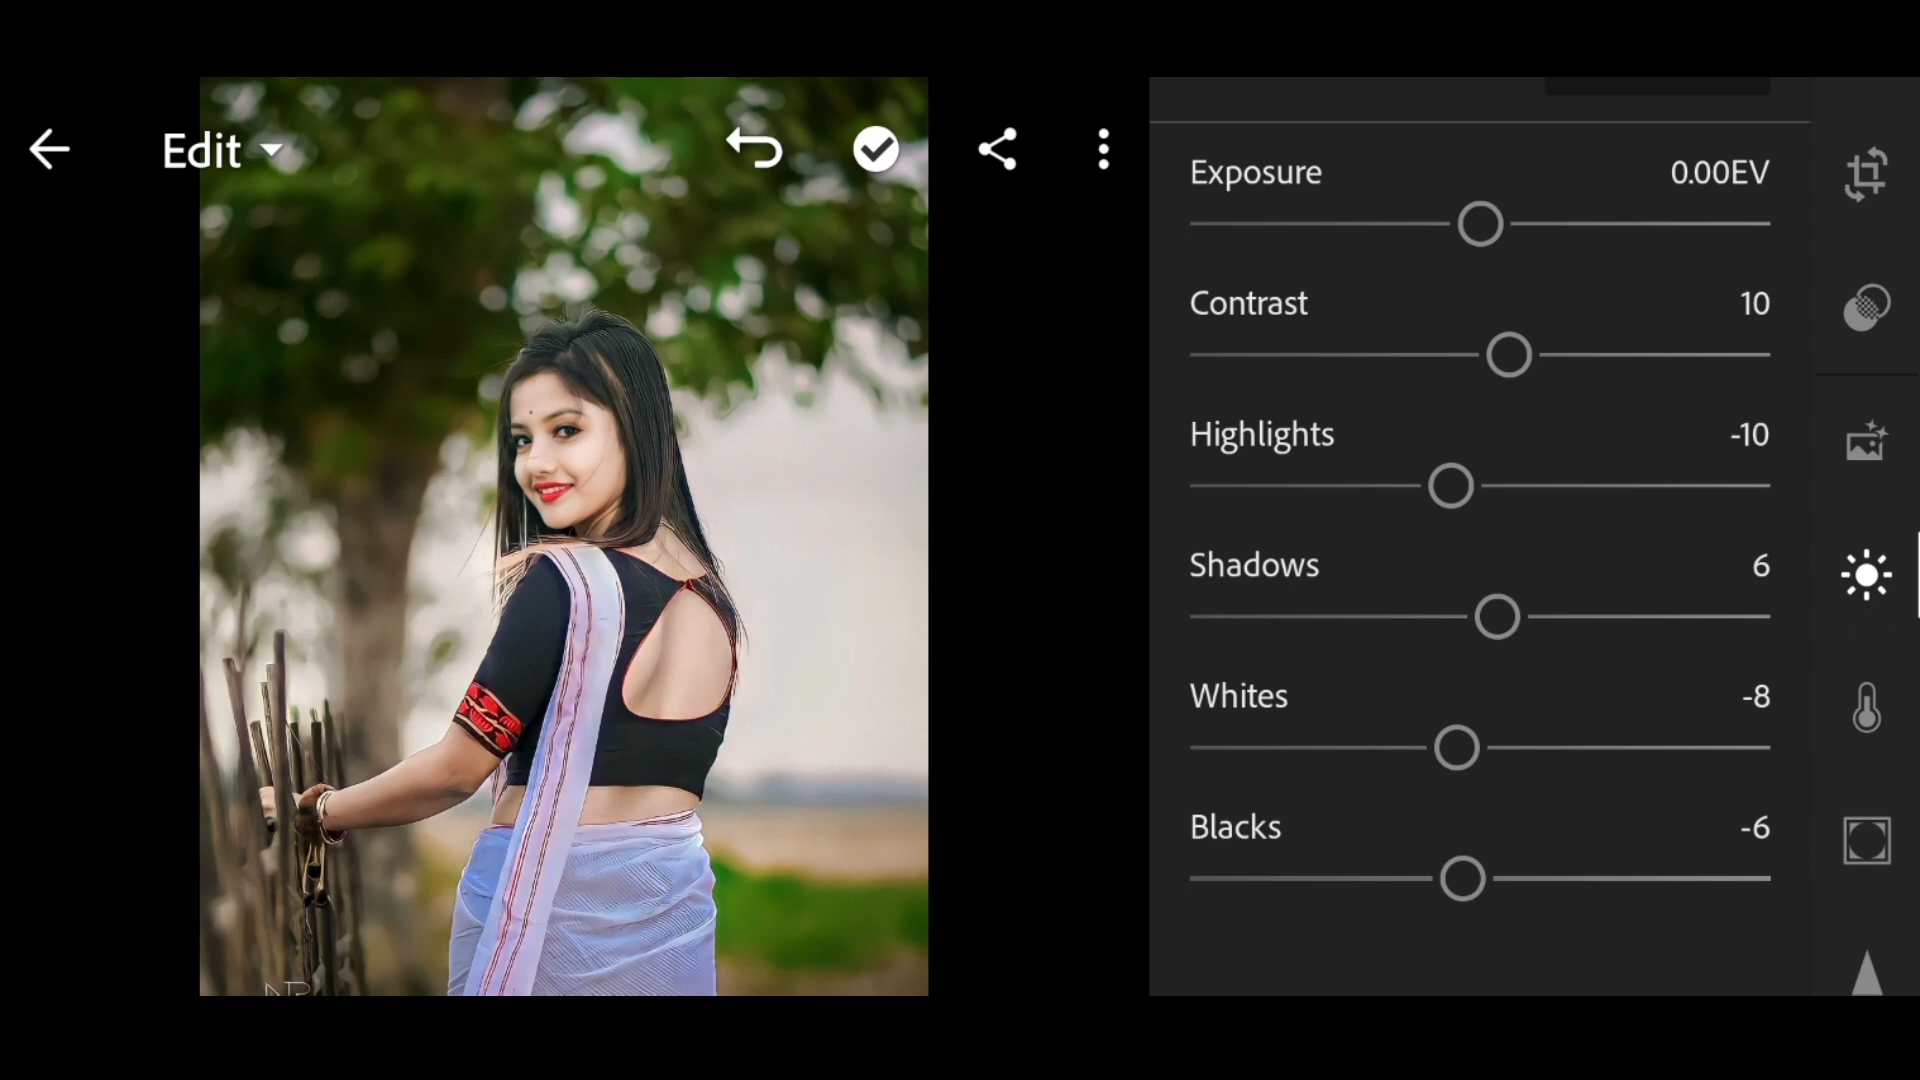 Edit
Exposure 0.00EV
Contrast 10
Highlights -10
Shadows 6
Whites -8
Blacks -6